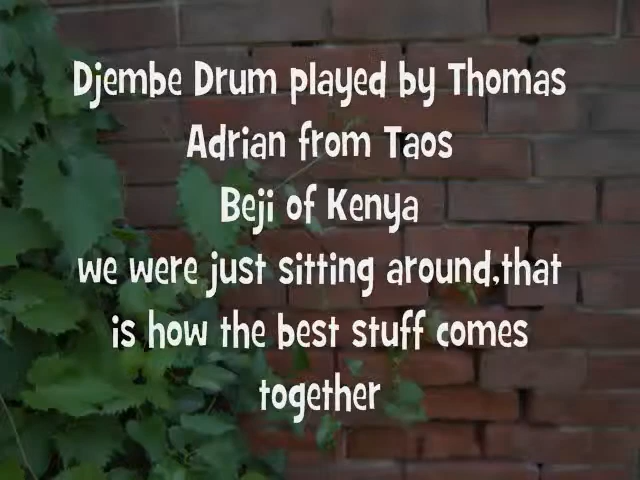 Djembe Drum played by Thomas
Adrian from Taos
Beji of Kenya
we were just sitting around,that
is how the best stuff comes
together